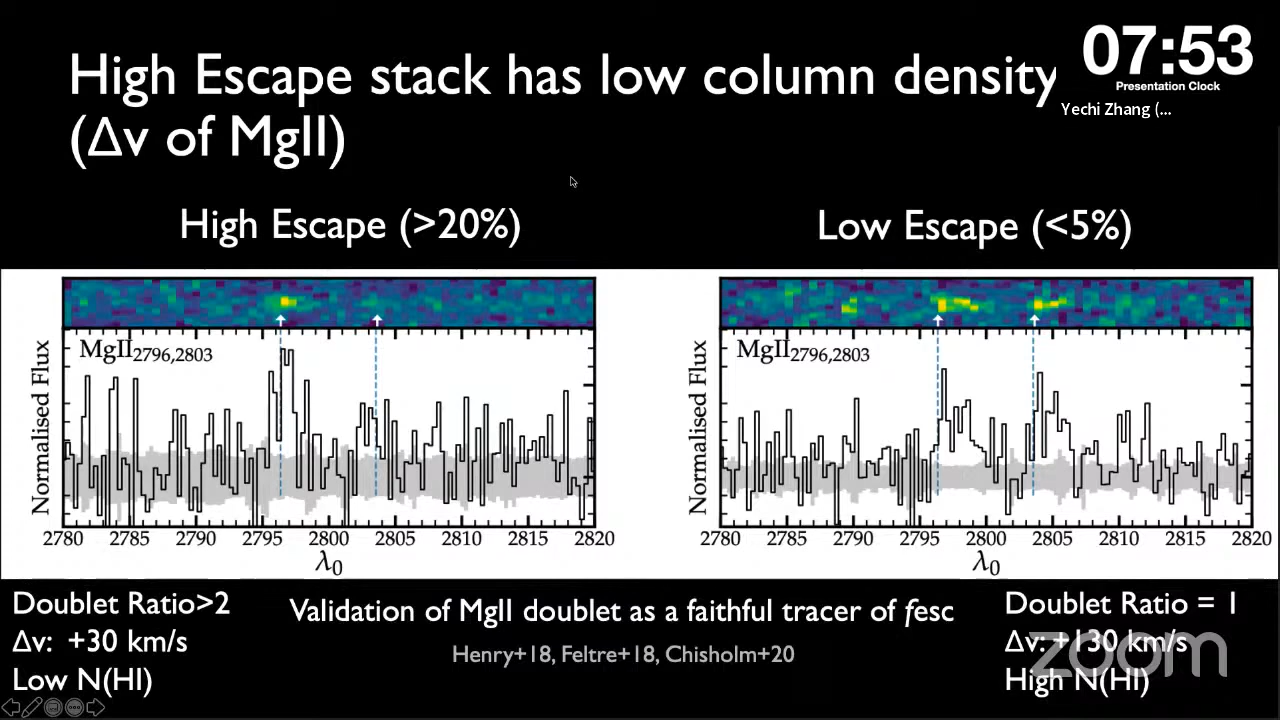 High Escape stack has low column density
(Δv of MgII)
07:53
Presentation Clock
Yechi Zhang (...
High Escape (>20%)
Low Escape (<5%)
MgII2796,2803
Normalised Flux
2780 2785 2790 2795 2800 2805 2810 2815 2820
λ0
MgII2796,2803
Normalised Flux
2780 2785 2790 2795 2800 2805 2810 2815 2820
λ0
Doublet Ratio>2
Δv: +30 km/s
Low N(HI)
Validation of MgII doublet as a faithful tracer of fesc
Henry+18, Feltre+18, Chisholm+20
Doublet Ratio = 1
Δv: +130 km/s
High N(HI)
zoom